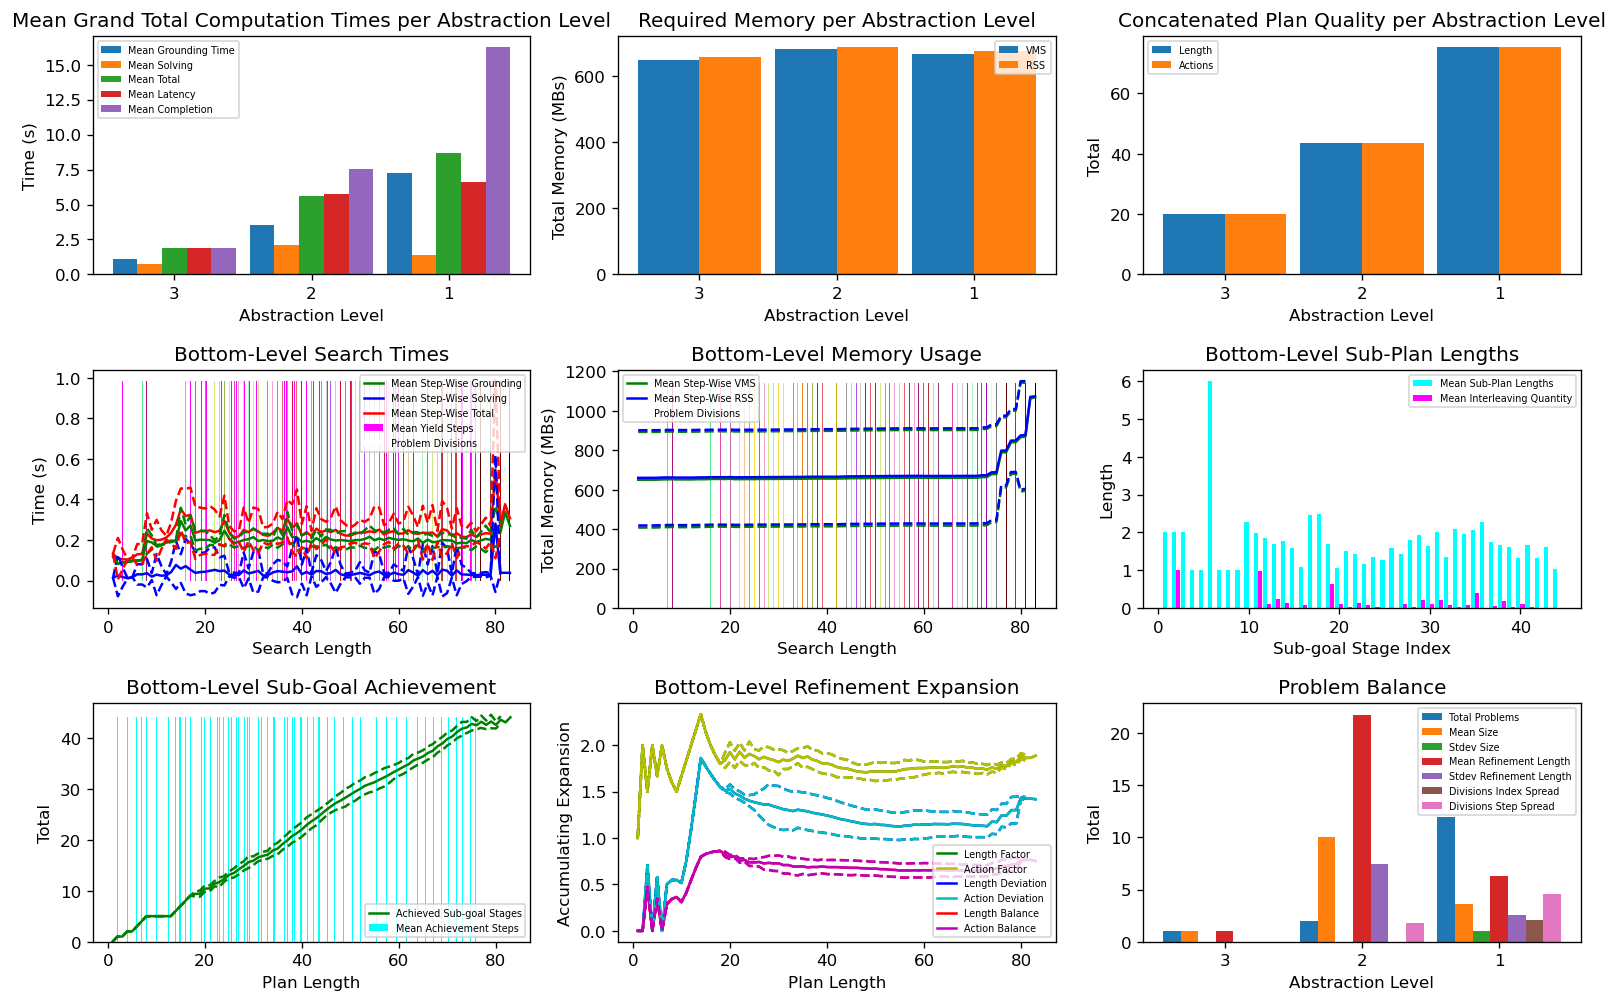 Mean Grand Total Computation Times per Abstraction Level
Time (s)
15.0
12.5
10.0
7.5
5.0
2.5
0.0
Mean Grounding Time
Mean Solving
Mean Total
Mean Latency
Mean Completion
3 2 1
Abstraction Level
Required Memory per Abstraction Level
Total Memory (MBs)
600
400
200
0
VMS
RSS
3 2 1
Abstraction Level
Concatenated Plan Quality per Abstraction Level
Total
60
40
20
0
Length
Actions
3 2 1
Abstraction Level
Bottom-Level Search Times
Time (s)
1.0
0.8
0.6
0.4
0.2
0.0
Mean Step-Wise Grounding
Mean Step-Wise Solving
Mean Step-Wise Total
Mean Yield Steps
Problem Divisions
0 20 40 60 80
Search Length
Bottom-Level Memory Usage
Total Memory (MBs)
1200
1000
800
600
400
200
0
Mean Step-Wise VMS
Mean Step-Wise RSS
Problem Divisions
0 20 40 60 80
Search Length
Bottom-Level Sub-Plan Lengths
Length
6
5
4
3
2
1
0
Mean Sub-Plan Lengths
Mean Interleaving Quantity
0 10 20 30 40
Sub-goal Stage Index
Bottom-Level Sub-Goal Achievement
Total
40
30
20
10
0
Achieved Sub-goal Stages
Mean Achievement Steps
0 20 40 60 80
Plan Length
Bottom-Level Refinement Expansion
Accumulating Expansion
2.0
1.5
1.0
0.5
0.0
Length Factor
Action Factor
Length Deviation
Action Deviation
Length Balance
Action Balance
0 20 40 60 80
Plan Length
Problem Balance
Total
20
15
10
5
0
Total Problems
Mean Size
Stdev Size
Mean Refinement Length
Stdev Refinement Length
Divisions Index Spread
Divisions Step Spread
3 2 1
Abstraction Level